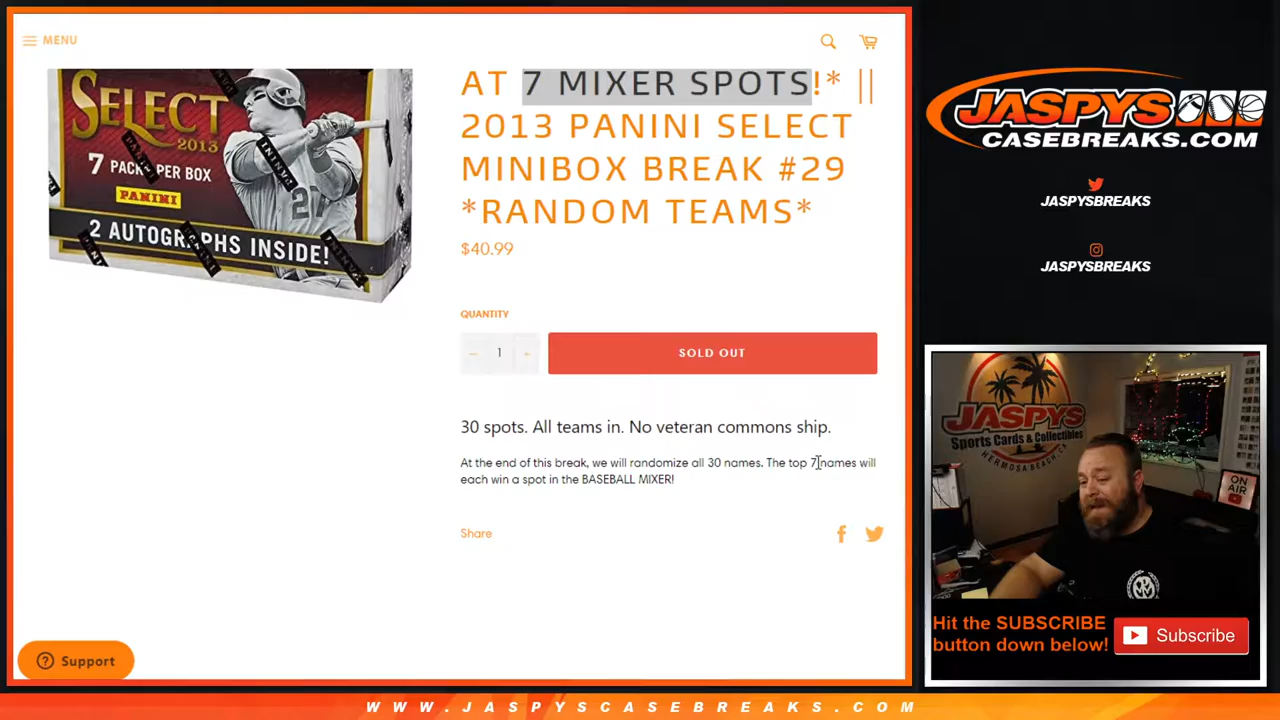 MENU
AT 7 MIXER SPOTS!* ||
2013 PANINI SELECT
MINIBOX BREAK #29
*RANDOM TEAMS*
$40.99
SELECT
2013
7 PACKS PER BOX
PANINI
2 AUTOGRAPHS INSIDE!
QUANTITY
− 1 +
SOLD OUT
30 spots. All teams in. No veteran commons ship.
At the end of this break, we will randomize all 30 names. The top 7 names will
each win a spot in the BASEBALL MIXER!
Share
Support
JASPYS
CASEBREAKS.COM
JASPYSBREAKS
JASPYSBREAKS
JASPYS
Sports Cards & Collectibles
HERMOSA BEACH, CA
ON AIR
Hit the SUBSCRIBE
button down below!
Subscribe
WWW.JASPYSCASEBREAKS.COM